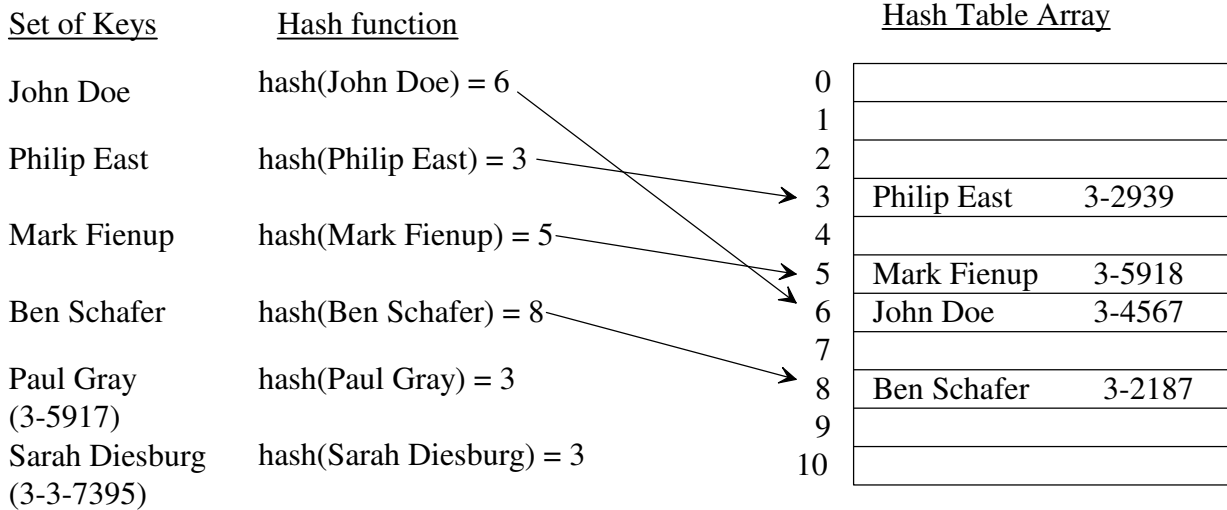 Set of Keys Hash function Hash Table Array
John Doe hash(John Doe) = 6
Philip East hash(Philip East) = 3
Mark Fienup hash(Mark Fienup) = 5
Ben Schafer hash(Ben Schafer) = 8
Paul Gray hash(Paul Gray) = 3
(3-5917)
Sarah Diesburg hash(Sarah Diesburg) = 3
(3-3-7395)
0
1
2
3 Philip East 3-2939
4
5 Mark Fienup 3-5918
6 John Doe 3-4567
7
8 Ben Schafer 3-2187
9
10